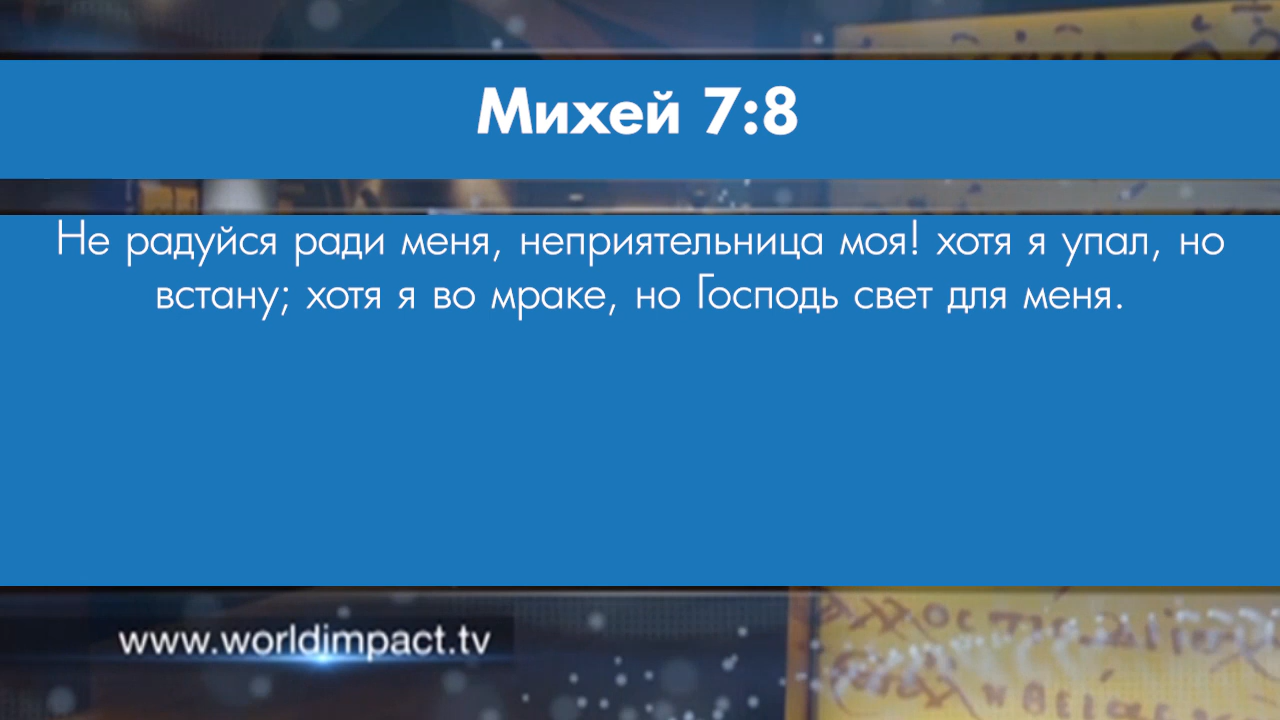 Михей 7:8
Не радуйся ради меня, неприятельница моя! хотя я упал, но
встану; хотя я во мраке, но Господь свет для меня.
www.worldimpact.tv